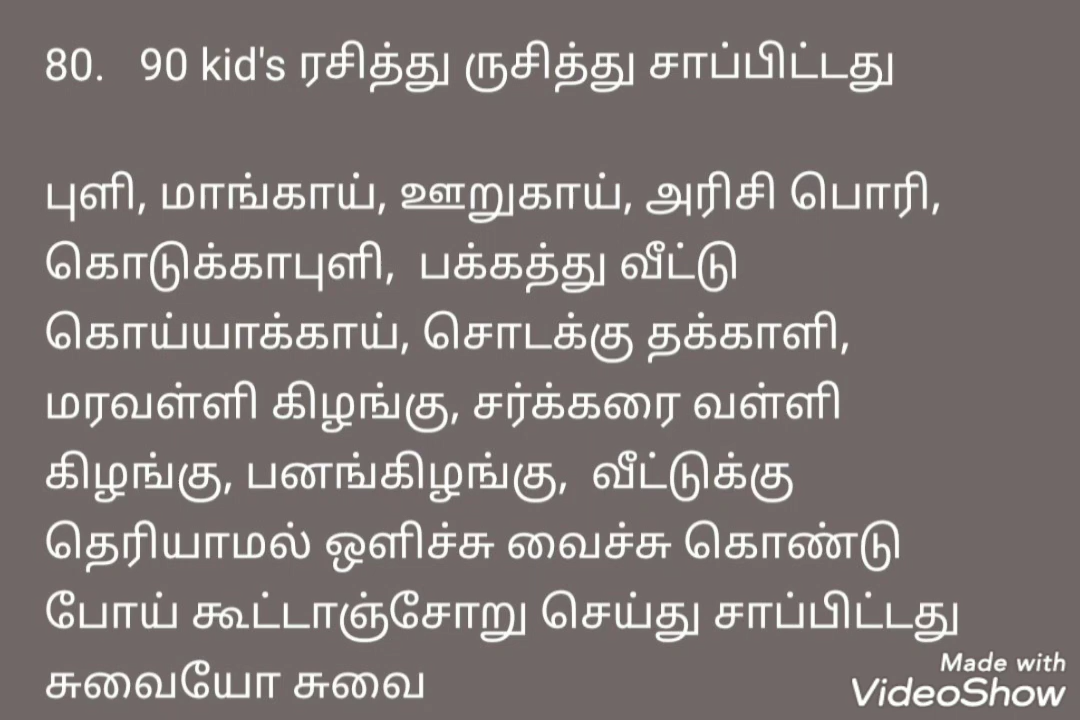 80. 90 kid's ரசித்து ருசித்து சாப்பிட்டது
புளி, மாங்காய், ஊறுகாய், அரிசி பொரி,
கொடுக்காபுளி, பக்கத்து வீட்டு
கொய்யாக்காய், சொடக்கு தக்காளி,
மரவள்ளி கிழங்கு, சர்க்கரை வள்ளி
கிழங்கு, பனங்கிழங்கு, வீட்டுக்கு
தெரியாமல் ஒளிச்சு வைச்சு கொண்டு
போய் கூட்டாஞ்சோறு செய்து சாப்பிட்டது
சுவையோ சுவை
Made with
VideoShow